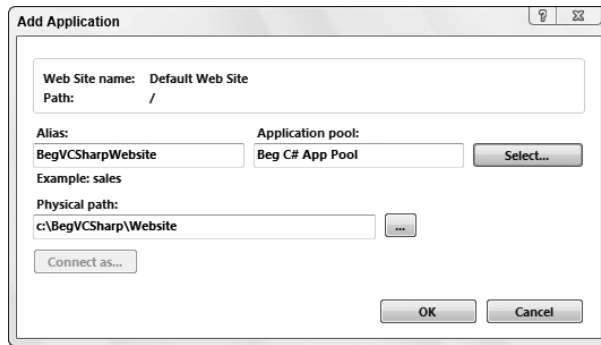 Add Application
?
Web Site name: Default Web Site
Path: /
Alias: Application pool:
BegVCSharpWebsite Beg C# App Pool Select...
Example: sales
Physical path:
c:\BegVCSharp\Website ...
Connect as...
OK Cancel